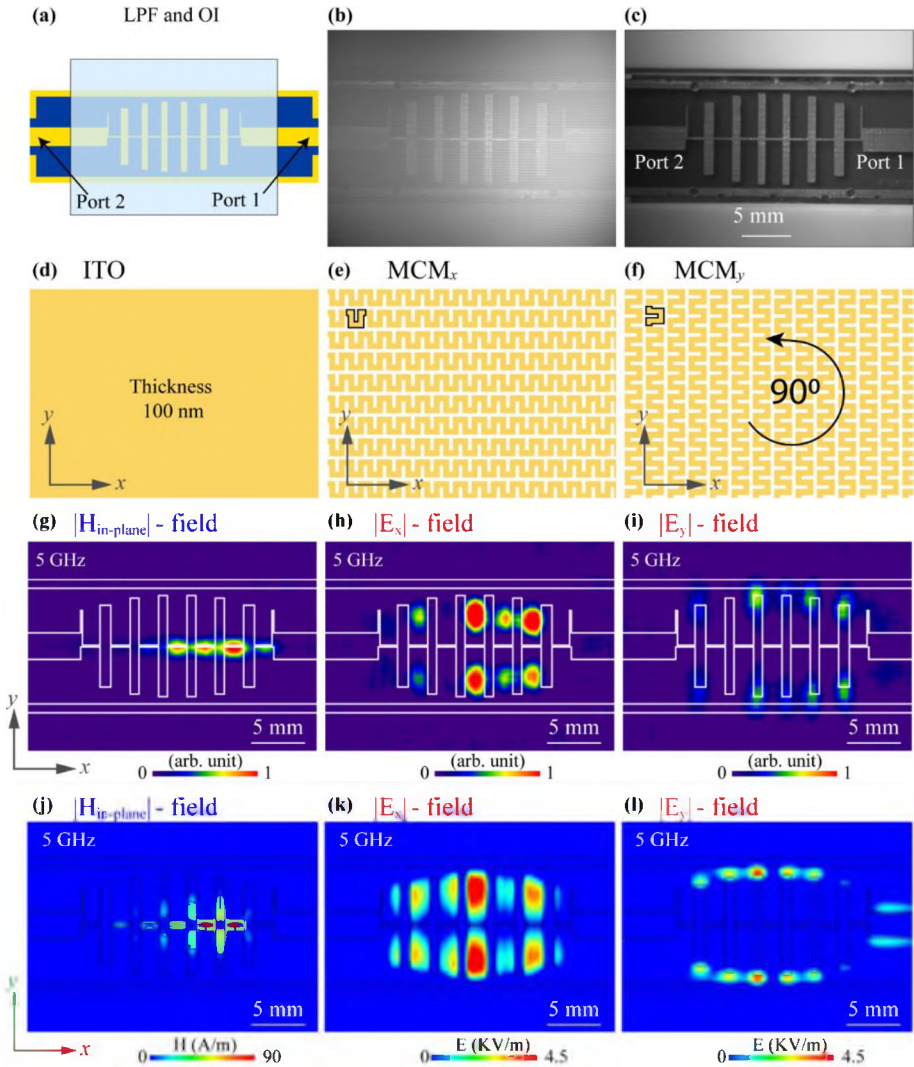 (a) LPF and OI (b) (c)
Port 2 Port 1 Port 2 Port 1
5 mm
(d) ITO (e) MCMx (f) MCMy
Thickness
100 nm
90º
y y y
x x x
(g) |Hin-plane| - field (h) |Ex| - field (i) |Ey| - field
5 GHz 5 GHz 5 GHz
y
5 mm 5 mm 5 mm
x
(arb. unit) (arb. unit) (arb. unit)
0 1 0 1 0 1
(j) |Hin-plane| - field (k) |Ex| - field (l) |Ey| - field
5 GHz 5 GHz 5 GHz
y
5 mm 5 mm 5 mm
x
0 H (A/m) 90 0 E (KV/m) 4.5 0 E (KV/m) 4.5